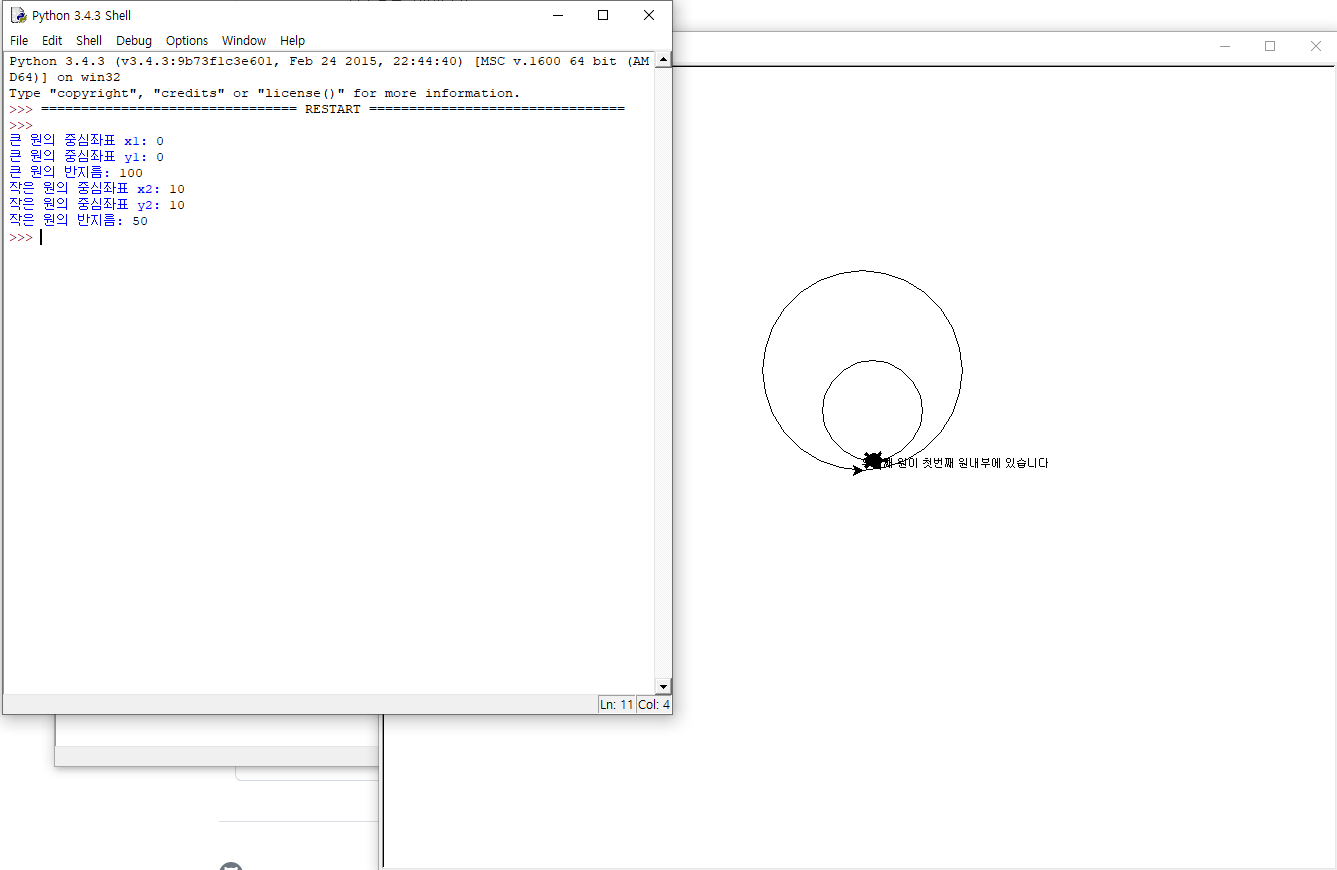 Python 3.4.3 Shell
File Edit Shell Debug Options Window Help
Python 3.4.3 (v3.4.3:9b73f1c3e601, Feb 24 2015, 22:44:40) [MSC v.1600 64 bit (AM
D64)] on win32
Type "copyright", "credits" or "license()" for more information.
>>> ================================ RESTART ================================
>>>
큰 원의 중심좌표 x1: 0
큰 원의 중심좌표 y1: 0
큰 원의 반지름: 100
작은 원의 중심좌표 x2: 10
작은 원의 중심좌표 y2: 10
작은 원의 반지름: 50
>>>
원이 첫번째 원내부에 있습니다
Ln: 11 Col: 4